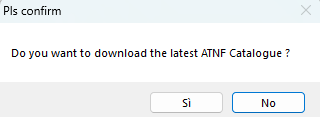 Pls confirm
Do you want to download the latest ATNF Catalogue ?
Sì
No